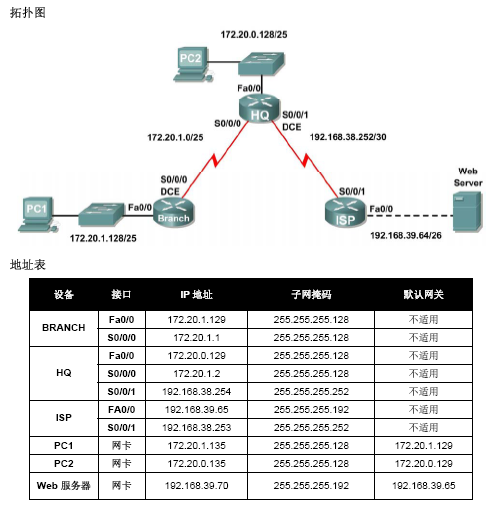 拓扑图
172.20.0.128/25
PC2
Fa0/0
HQ
S0/0/1
DCE
S0/0/0
172.20.1.0/25
192.168.38.252/30
S0/0/0
DCE
Web
Server
S0/0/1
PC1
Fa0/0
Branch
ISP
Fa0/0
172.20.1.128/25
192.168.39.64/26
地址表
设备 接口 IP 地址 子网掩码 默认网关
BRANCH Fa0/0 172.20.1.129 255.255.255.128 不适用
S0/0/0 172.20.1.1 255.255.255.128 不适用
HQ Fa0/0 172.20.0.129 255.255.255.128 不适用
S0/0/0 172.20.1.2 255.255.255.128 不适用
S0/0/1 192.168.38.254 255.255.255.252 不适用
ISP FA0/0 192.168.39.65 255.255.255.192 不适用
S0/0/1 192.168.38.253 255.255.255.252 不适用
PC1 网卡 172.20.1.135 255.255.255.128 172.20.1.129
PC2 网卡 172.20.0.135 255.255.255.128 172.20.0.129
Web 服务器 网卡 192.168.39.70 255.255.255.192 192.168.39.65